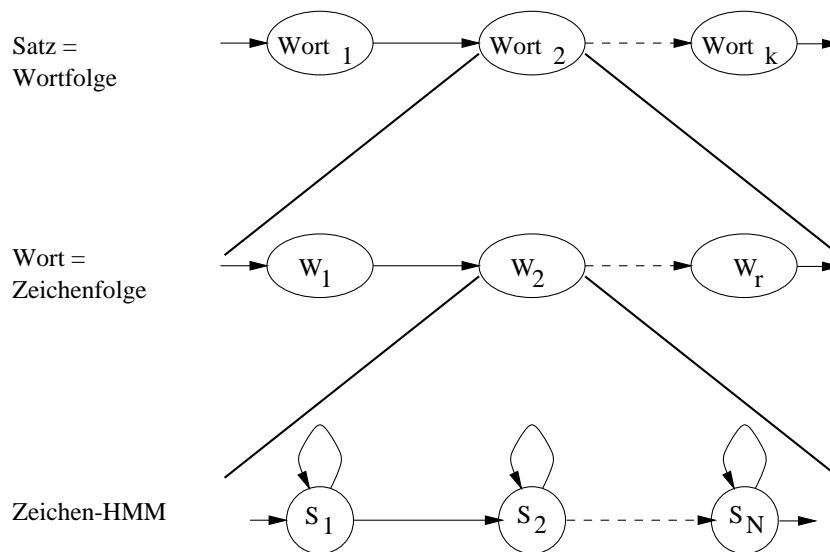 Satz =
Wortfolge
Wort 1 Wort 2 Wort k
Wort =
Zeichenfolge
W1 W2 Wr
Zeichen-HMM
S1 S2 SN